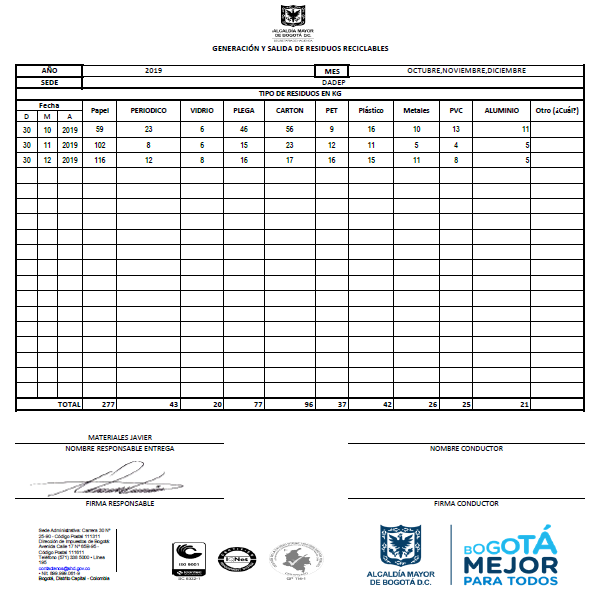 ALCALDÍA MAYOR
DE BOGOTÁ D.C.
GENERACIÓN Y SALIDA DE RESIDUOS RECICLABLES
AÑO 2019 MES OCTUBRE,NOVIEMBRE,DICIEMBRE
SEDE DADEP
TIPO DE RESIDUOS EN KG
Fecha Papel PERIODICO VIDRIO PLEGA CARTON PET Plástico Metales PVC ALUMINIO Otro (¿Cuál?)
D M A
30 10 2019 59 23 6 46 56 9 16 10 13 11
30 11 2019 102 8 6 15 23 12 11 5 4 5
30 12 2019 116 12 8 16 17 16 15 11 8 5
TOTAL 277 43 20 77 96 37 42 26 25 21
MATERIALES JAVIER
NOMBRE RESPONSABLE ENTREGA NOMBRE CONDUCTOR
FIRMA RESPONSABLE FIRMA CONDUCTOR
Sede Administrativa: Carrera 30 Nº
25-90 - Código Postal 111311
Dirección de Impuestos de Bogotá:
Avenida Calle 17 Nº 65B-95 -
Código Postal 111611
Teléfono (571) 338 5000 • Línea
195
• Nit. 899.999.061-9
Bogotá, Distrito Capital - Colombia
ISO 9001
IQNet
ALCALDÍA MAYOR
DE BOGOTÁ D.C.
BOGOTÁ
MEJOR
PARA TODOS